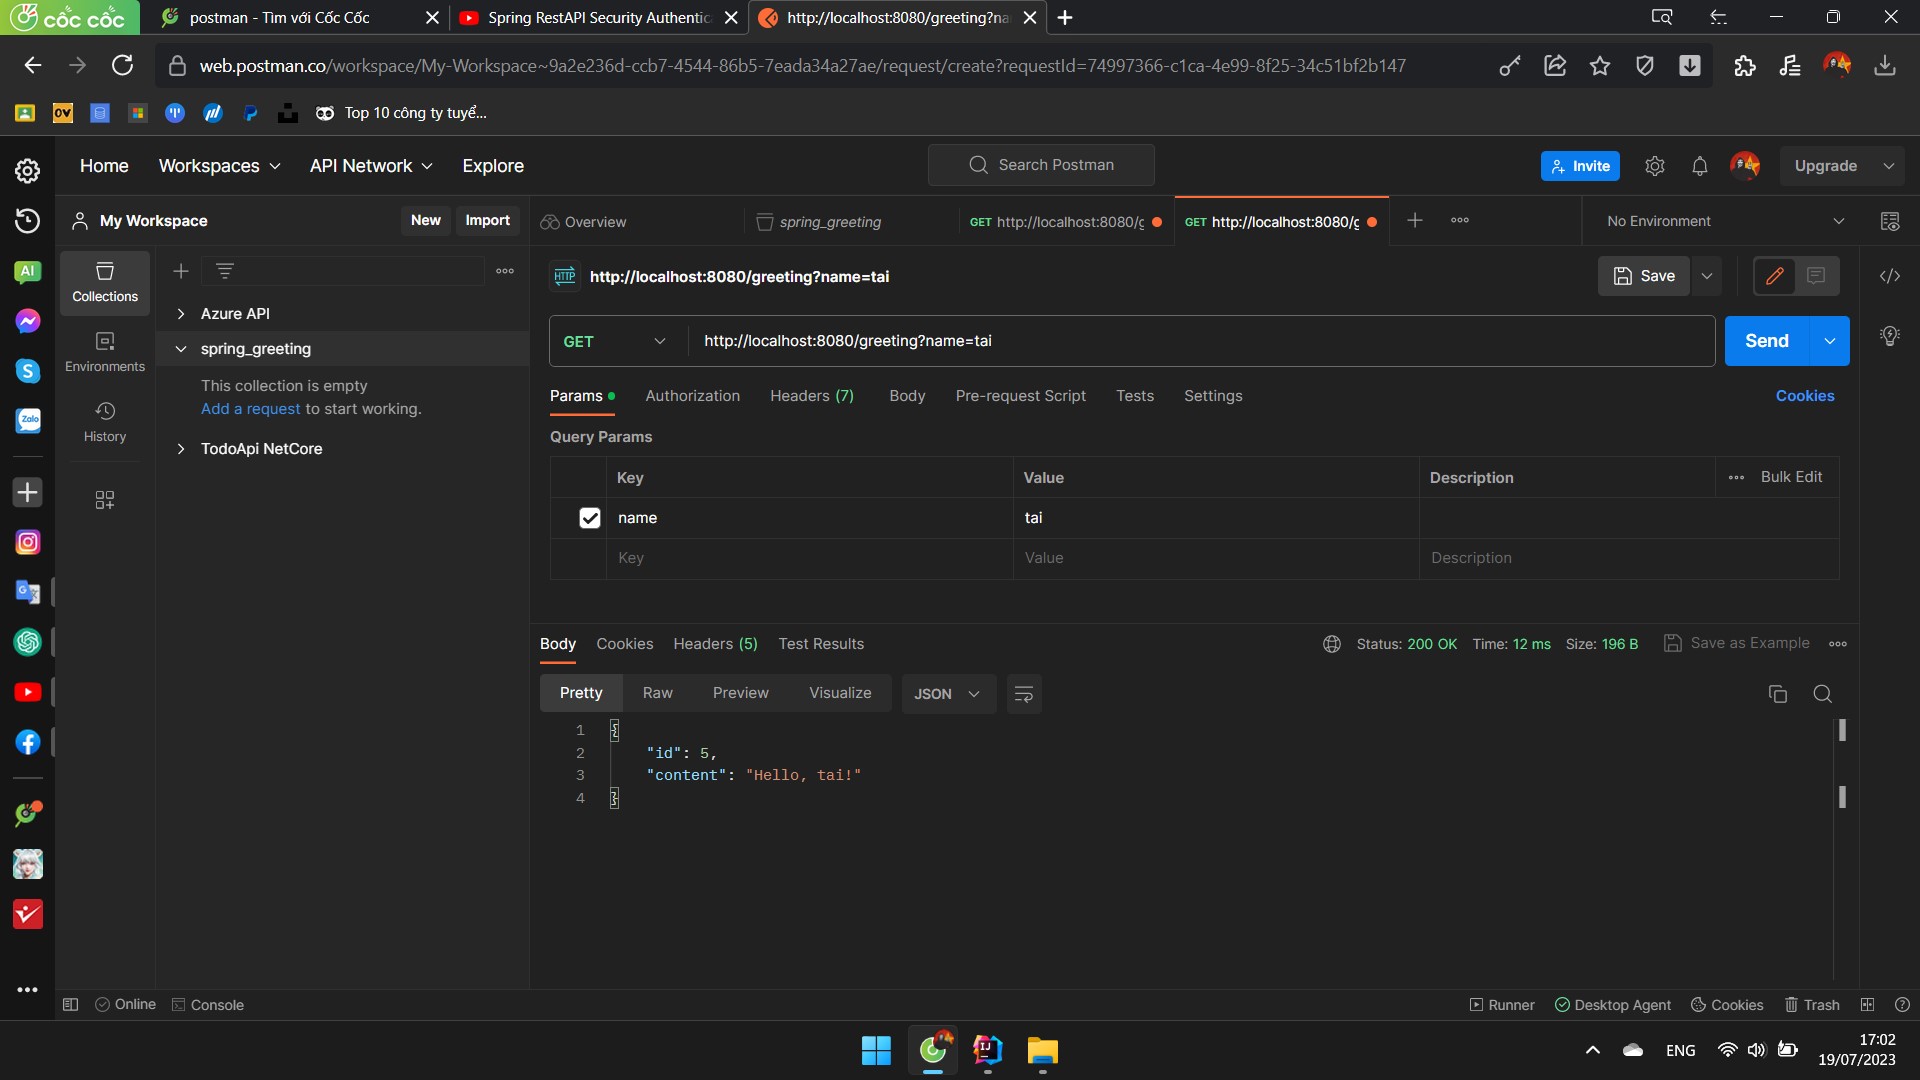 cốc cốc
postman - Tìm với Cốc Cốc
Spring RestAPI Security Authentic
http://localhost:8080/greeting?na
web.postman.co/workspace/My-Workspace~9a2e236d-ccb7-4544-86b5-7eada34a27ae/request/create?requestId=74997366-c1ca-4e99-8f25-34c51bf2b147
OV
Top 10 công ty tuyể...
Home
Workspaces
API Network
Explore
Search Postman
Invite
Upgrade
My Workspace
New
Import
Overview
spring_greeting
GET http://localhost:8080/g
GET http://localhost:8080/g
No Environment
AI
Collections
HTTP
http://localhost:8080/greeting?name=tai
Save
Azure API
spring_greeting
GET
http://localhost:8080/greeting?name=tai
Send
Environments
This collection is empty
Add a request to start working.
Params
Authorization
Headers (7)
Body
Pre-request Script
Tests
Settings
Cookies
Zalo
History
TodoApi NetCore
Query Params
Key
Value
Description
Bulk Edit
name
tai
Key
Value
Description
Body
Cookies
Headers (5)
Test Results
Status: 200 OK
Time: 12 ms
Size: 196 B
Save as Example
Pretty
Raw
Preview
Visualize
JSON
1 {
2 "id": 5,
3 "content": "Hello, tai!"
4 }
Online
Console
Runner
Desktop Agent
Cookies
Trash
IJ
ENG
17:02
19/07/2023